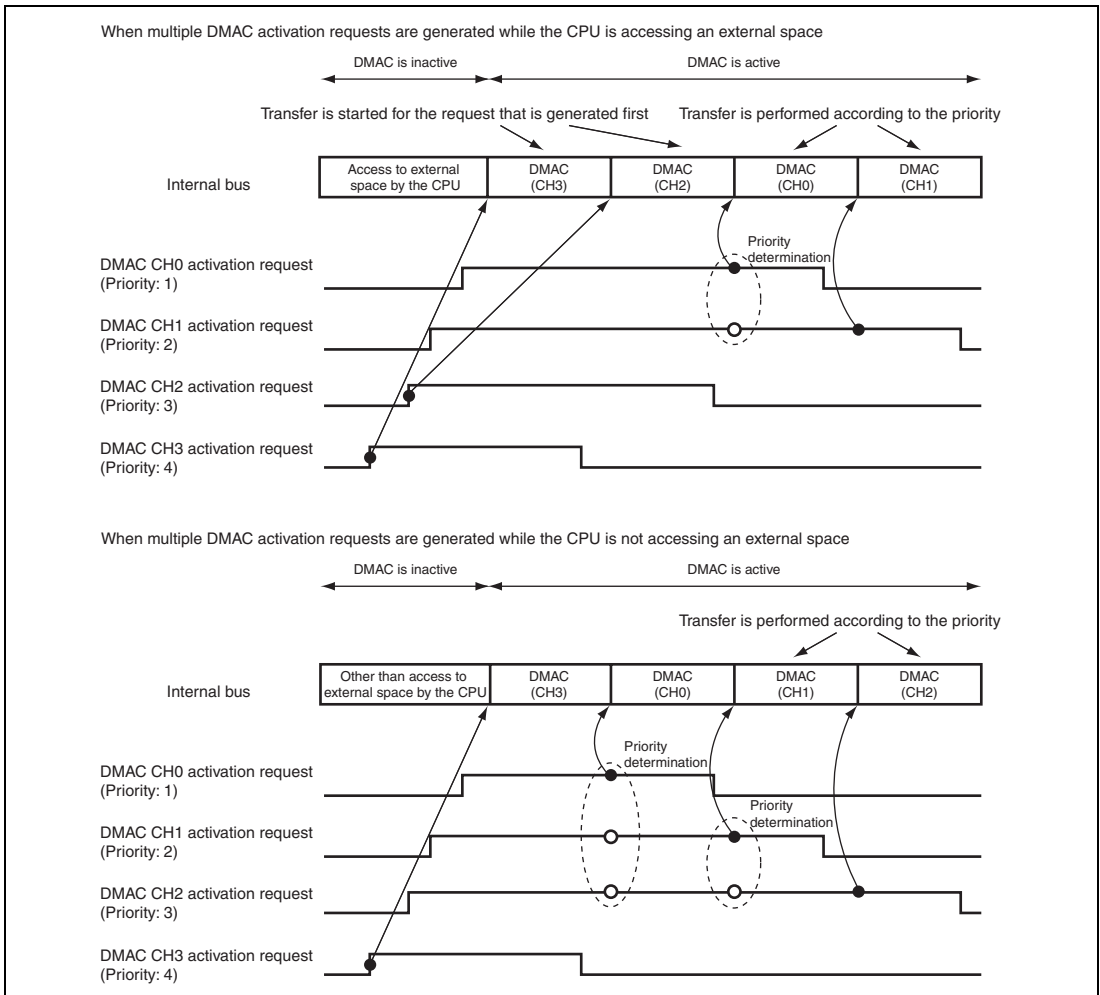 When multiple DMAC activation requests are generated while the CPU is accessing an external space
DMAC is inactive
DMAC is active
Transfer is started for the request that is generated first
Transfer is performed according to the priority
Internal bus
Access to external
space by the CPU
DMAC
(CH3)
DMAC
(CH2)
DMAC
(CH0)
DMAC
(CH1)
Priority
determination
DMAC CH0 activation request
(Priority: 1)
DMAC CH1 activation request
(Priority: 2)
DMAC CH2 activation request
(Priority: 3)
DMAC CH3 activation request
(Priority: 4)
When multiple DMAC activation requests are generated while the CPU is not accessing an external space
DMAC is inactive
DMAC is active
Transfer is performed according to the priority
Internal bus
Other than access to
external space by the CPU
DMAC
(CH3)
DMAC
(CH0)
DMAC
(CH1)
DMAC
(CH2)
Priority
determination
DMAC CH0 activation request
(Priority: 1)
Priority
determination
DMAC CH1 activation request
(Priority: 2)
DMAC CH2 activation request
(Priority: 3)
DMAC CH3 activation request
(Priority: 4)